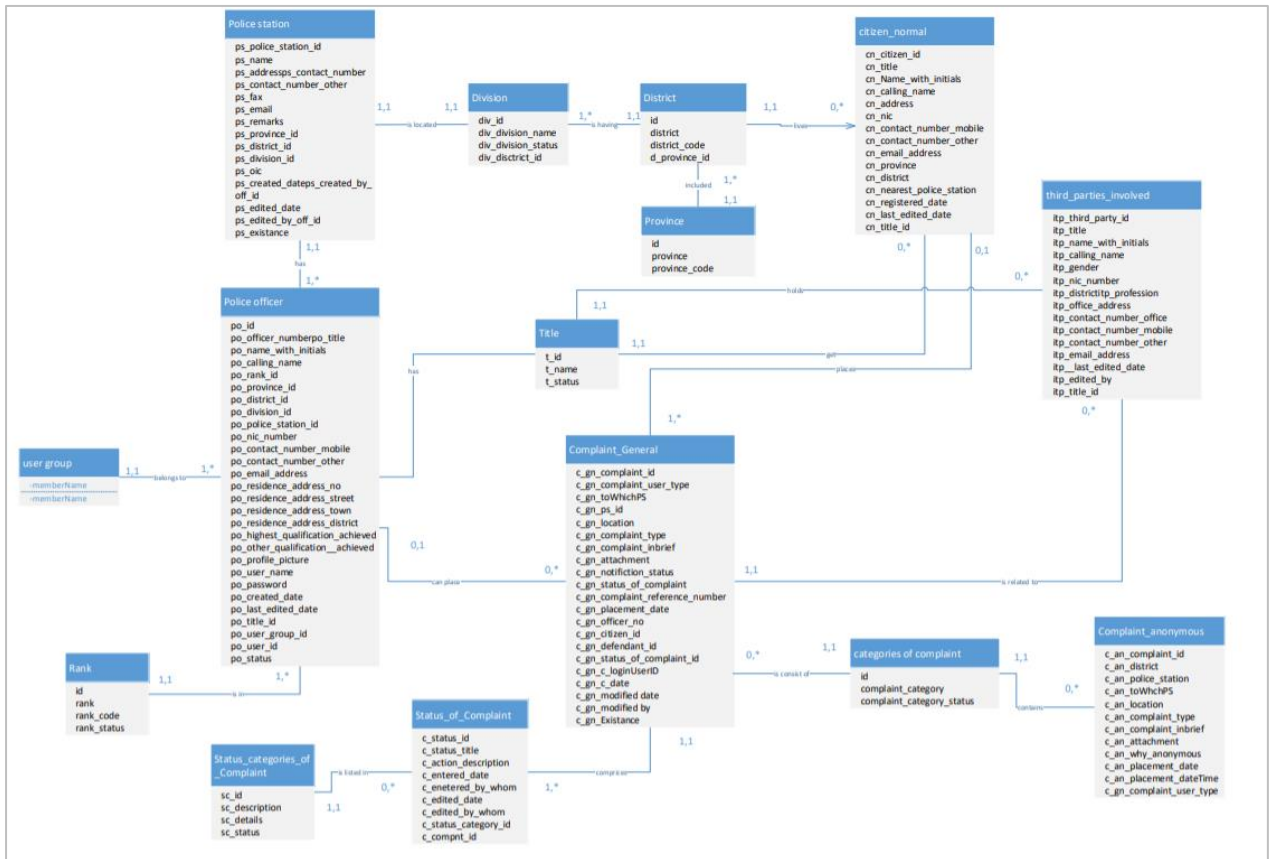 Police station
ps_police_station_id
ps_name
ps_addressps_contact_number
ps_contact_number_other
ps_fax
ps_email
ps_remarks
ps_province_id
ps_district_id
ps_division_id
ps_oic
ps_created_dateps_created_by_
off_id
ps_edited_date
ps_edited_by_off_id
ps_existance
1,1
is located
1,1
Division
div_id
div_division_name
div_division_status
div_disctrict_id
1,*
is having
1,1
District
id
district
district_code
d_province_id
1,1
lives
0,*
included
1,*
1,1
Province
id
province
province_code
citizen_normal
cn_citizen_id
cn_title
cn_Name_with_initials
cn_calling_name
cn_address
cn_nic
cn_contact_number_mobile
cn_contact_number_other
cn_email_address
cn_province
cn_district
cn_nearest_police_station
cn_registered_date
cn_last_edited_date
cn_title_id
0,*
0,1
third_parties_involved
itp_third_party_id
itp_title
itp_name_with_initials
itp_calling_name
itp_gender
itp_nic_number
itp_districtitp_profession
itp_office_address
itp_contact_number_office
itp_contact_number_mobile
itp_contact_number_other
itp_email_address
itp__last_edited_date
itp_edited_by
itp_title_id
0,*
0,*
1,1
has
1,*
Police officer
po_id
po_officer_numberpo_title
po_name_with_initials
po_calling_name
po_rank_id
po_province_id
po_district_id
po_division_id
po_police_station_id
po_nic_number
po_contact_number_mobile
po_contact_number_other
po_email_address
po_residence_address_no
po_residence_address_street
po_residence_address_town
po_residence_address_district
po_highest_qualification_achieved
po_other_qualification__achieved
po_profile_picture
po_user_name
po_password
po_created_date
po_last_edited_date
po_title_id
po_user_group_id
po_user_id
po_status
has
holds
1,1
Title
t_id
t_name
t_status
1,1
get
places
1,*
user group
-memberName
-memberName
1,1
belongs to
1,*
0,1
can place
0,*
Complaint_General
c_gn_complaint_id
c_gn_complaint_user_type
c_gn_toWhichPS
c_gn_ps_id
c_gn_location
c_gn_complaint_type
c_gn_complaint_inbrief
c_gn_attachment
c_gn_notifiction_status
c_gn_status_of_complaint
c_gn_complaint_reference_number
c_gn_placement_date
c_gn_officer_no
c_gn_citizen_id
c_gn_defendant_id
c_gn_status_of_complaint_id
c_gn_c_loginUserID
c_gn_c_date
c_gn_modified date
c_gn_modified by
c_gn_Existance
1,1
is related to
0,*
is consist of
1,1
categories of complaint
id
complaint_category
complaint_category_status
1,1
contains
0,*
Complaint_anonymous
c_an_complaint_id
c_an_district
c_an_police_station
c_an_toWhchPS
c_an_location
c_an_complaint_type
c_an_complaint_inbrief
c_an_attachment
c_an_why_anonymous
c_an_placement_date
c_an_placement_dateTime
c_gn_complaint_user_type
Rank
id
rank
rank_code
rank_status
1,1
is in
1,*
Status_categories_of
_Complaint
sc_id
sc_description
sc_details
sc_status
is listed in
1,1
0,*
Status_of_Complaint
c_status_id
c_status_title
c_action_description
c_entered_date
c_enetered_by_whom
c_edited_date
c_edited_by_whom
c_status_category_id
c_compnt_id
1,*
comprises
1,1